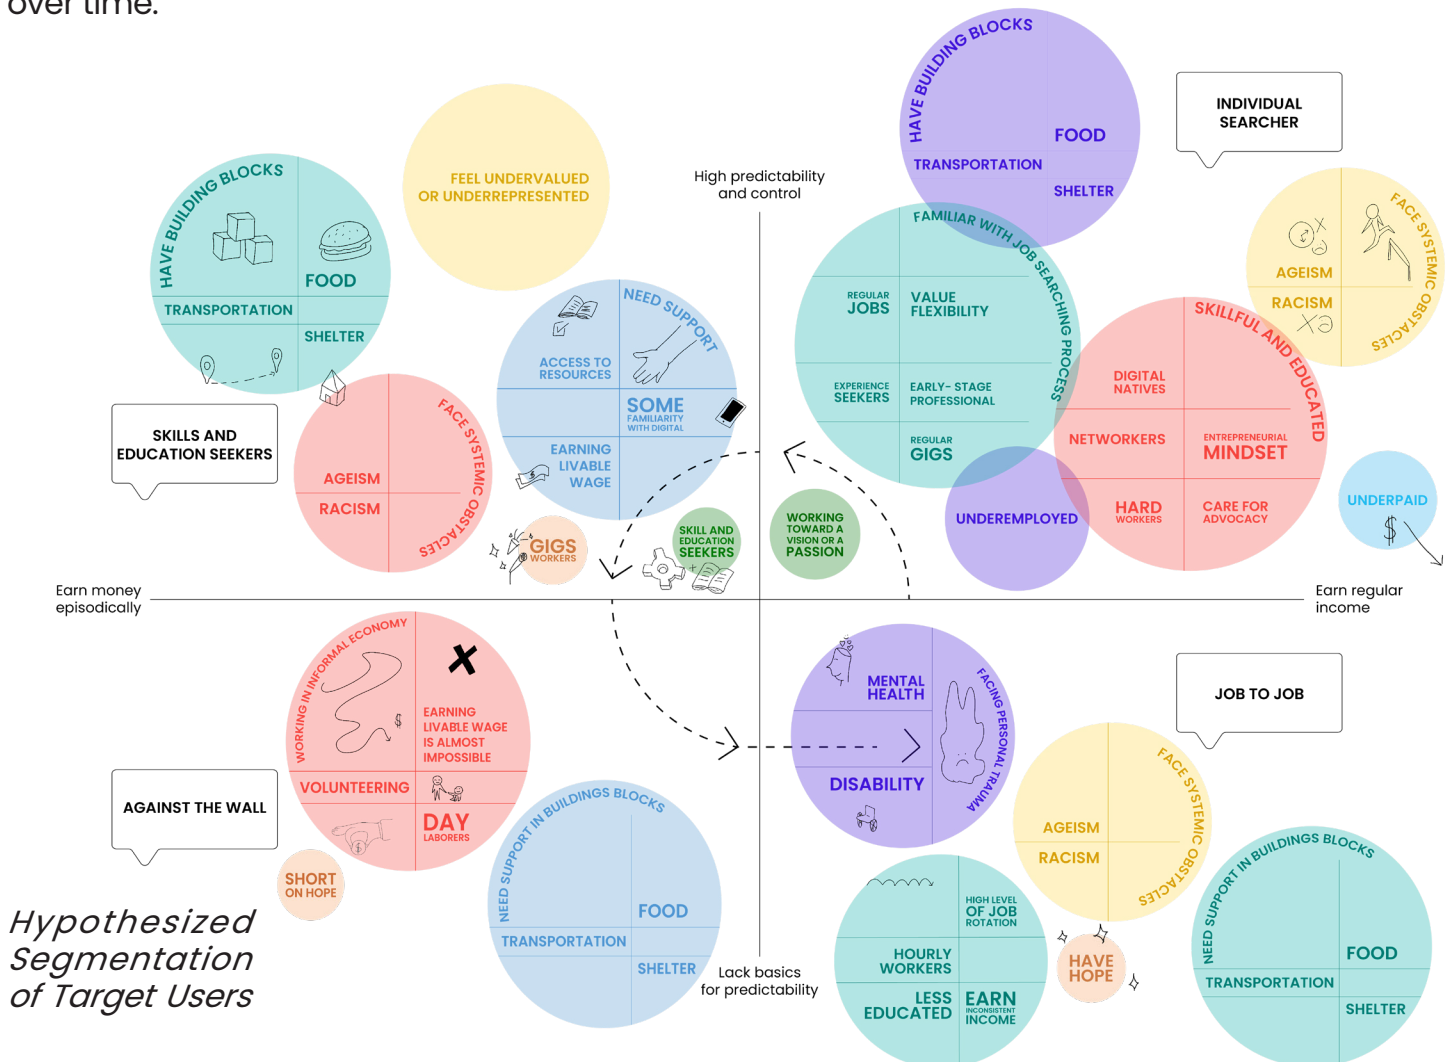 over time.
HAVE BUILDING BLOCKS
FOOD
TRANSPORTATION
SHELTER
FEEL UNDERVALUED
OR UNDERREPRESENTED
SKILLS AND
EDUCATION SEEKERS
FACE SYSTEMIC OBSTACLES
AGEISM
RACISM
NEED SUPPORT
ACCESS TO
RESOURCES
SOME
FAMILIARITY
WITH DIGITAL
EARNING
LIVABLE
WAGE
$
GIGS
WORKERS
SKILL AND
EDUCATION
SEEKERS
High predictability
and control
HAVE BUILDING BLOCKS
FOOD
TRANSPORTATION
SHELTER
INDIVIDUAL
SEARCHER
FAMILIAR WITH JOB SEARCHING PROCESS
REGULAR
JOBS
VALUE
FLEXIBILITY
EXPERIENCE
SEEKERS
EARLY- STAGE
PROFESSIONAL
REGULAR
GIGS
FACE SYSTEMIC OBSTACLES
AGEISM
RACISM
SKILLFUL AND EDUCATED
DIGITAL
NATIVES
NETWORKERS
ENTREPRENEURIAL
MINDSET
HARD
WORKERS
CARE FOR
ADVOCACY
UNDEREMPLOYED
WORKING
TOWARD A
VISION OR A
PASSION
UNDERPAID
$
Earn money
episodically
Earn regular
income
WORKING IN INFORMAL ECONOMY
$
EARNING
LIVABLE WAGE
IS ALMOST
IMPOSSIBLE
VOLUNTEERING
DAY
LABORERS
$
AGAINST THE WALL
SHORT
ON HOPE
NEED SUPPORT IN BUILDINGS BLOCKS
FOOD
TRANSPORTATION
SHELTER
Lack basics
for predictability
FACING PERSONAL TRAUMA
MENTAL
HEALTH
DISABILITY
JOB TO JOB
FACE SYSTEMIC OBSTACLES
AGEISM
RACISM
HIGH LEVEL
OF JOB
ROTATION
HOURLY
WORKERS
LESS
EDUCATED
EARN
INCONSISTENT
INCOME
HAVE
HOPE
NEED SUPPORT IN BUILDINGS BLOCKS
FOOD
TRANSPORTATION
SHELTER
Hypothesized
Segmentation
of Target Users